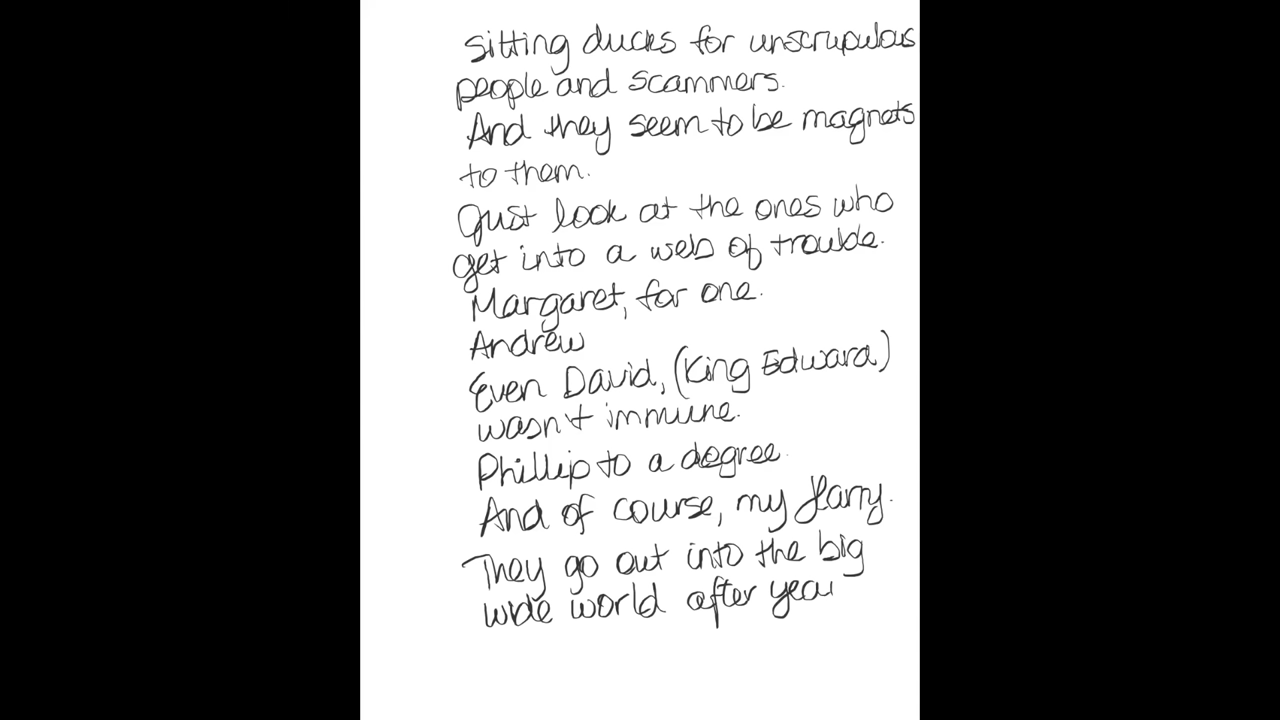 sitting ducks for unscrupulous
people and scammers.
And they seem to be magnets
to them.
Just look at the ones who
get into a web of trouble.
Margaret, for one.
Andrew
Even David, (King Edward)
wasn't immune.
Phillip to a degree.
And of course, my Harry.
They go out into the big
wide world after year